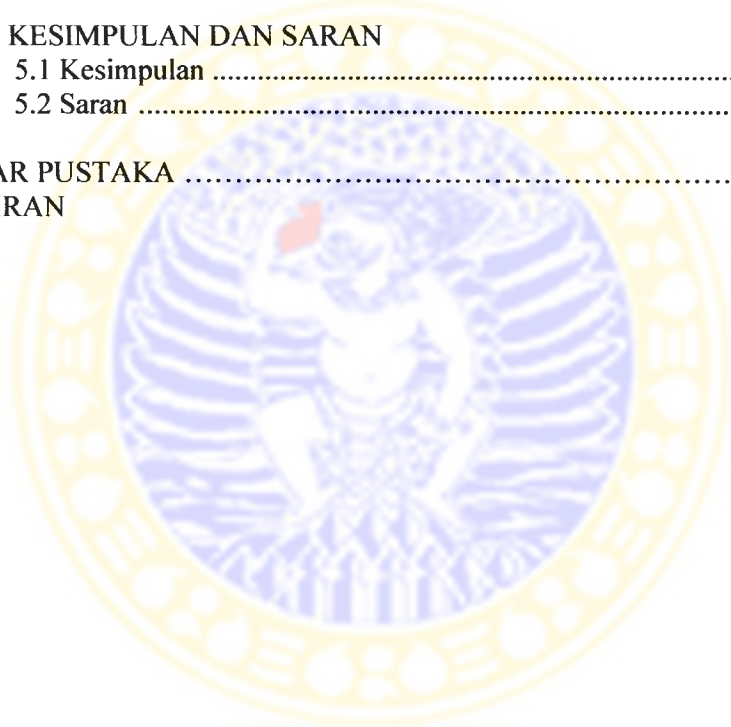 KESIMPULAN DAN SARAN
5.1 Kesimpulan ........................................................................
5.2 Saran ..................................................................................
AR PUSTAKA .......................................................
RAN